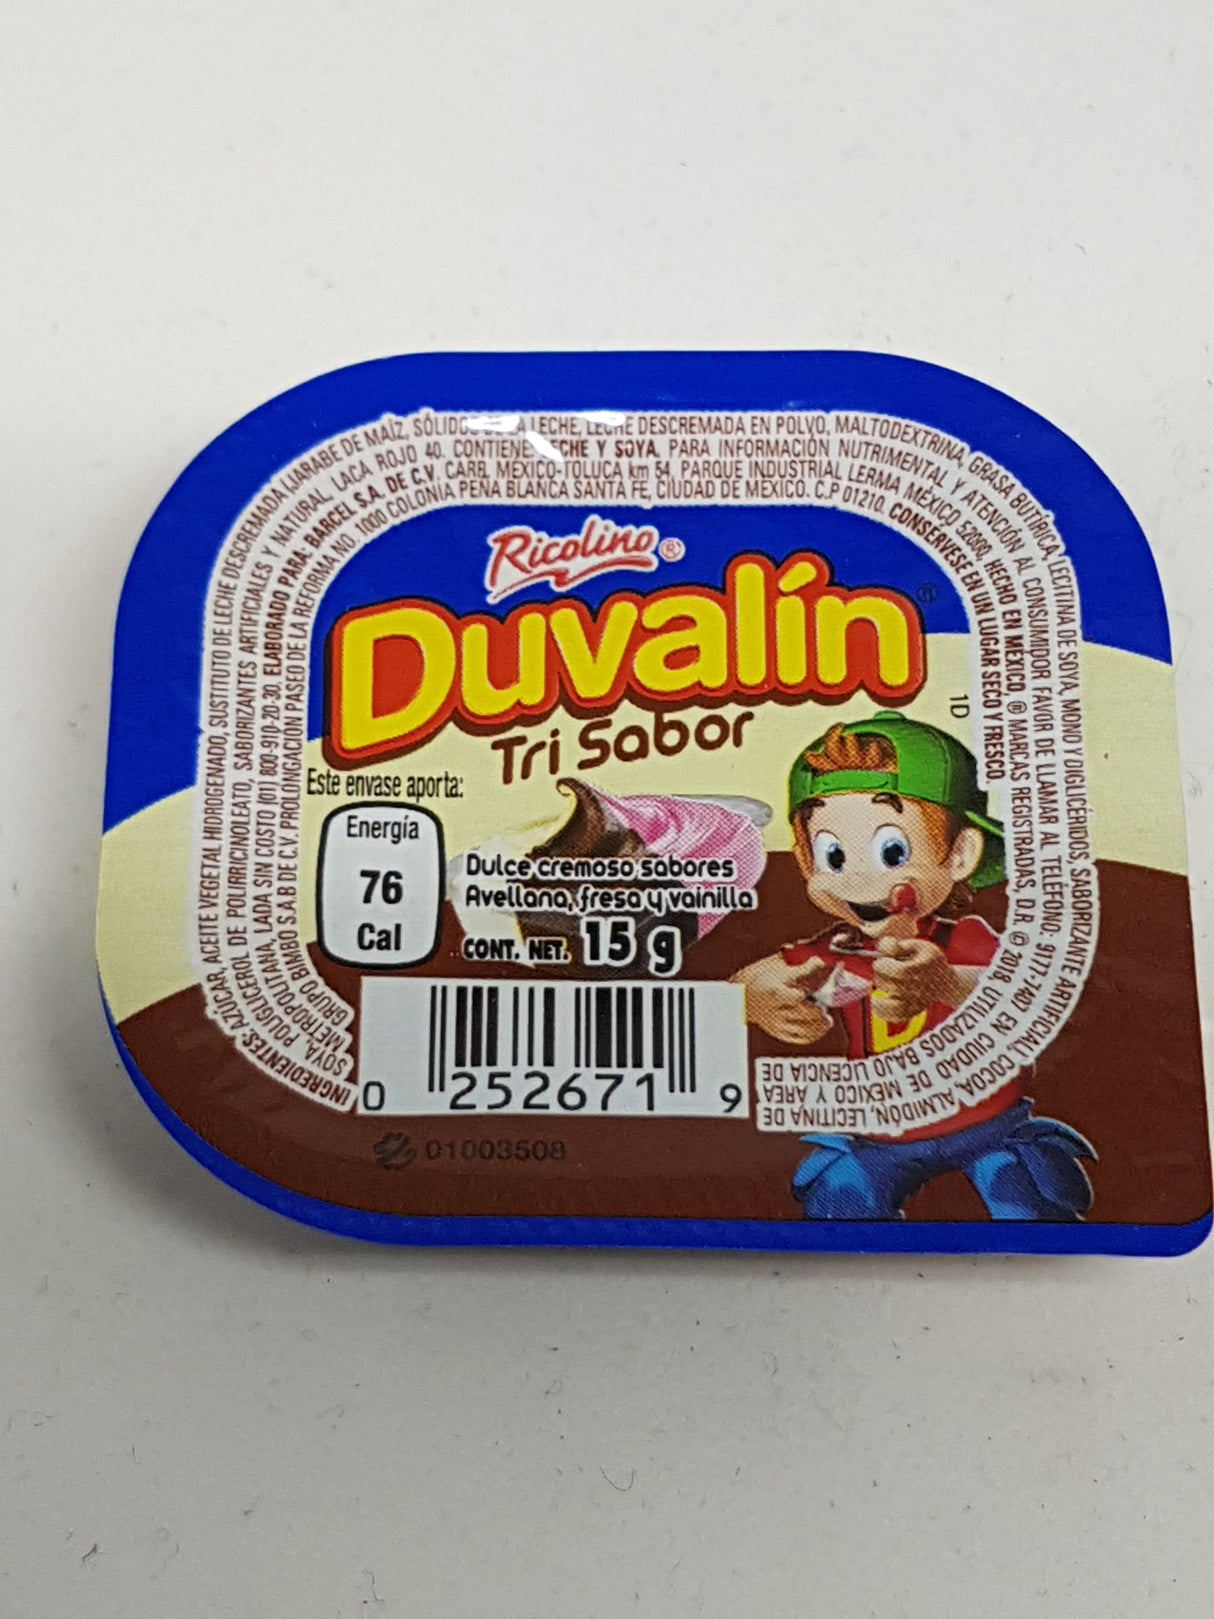 Ricolino®
Duvalín®
Tri Sabor
1D
Este envase aporta:
Energía
76
Cal
Dulce cremoso sabores
Avellana, fresa y vainilla
CONT. NET. 15 g
0 252671 9
01003508
INGREDIENTES: AZÚCAR, ACEITE VEGETAL HIDROGENADO, SUSTITUTO DE LECHE DESCREMADA (JARABE DE MAÍZ, SÓLIDOS LA LECHE, LECHE DESCREMADA EN POLVO, MALTODEXTRINA, GRASA BUTÍRICA, LECITINA DE SOYA, MONO Y DIGLICÉRIDOS, SABORIZANTE ARTIFICIAL), COCOA, ALMIDÓN, LECITINA DE
SOYA, POLIGLICEROL DE POLIRRICINOLEATO, SABORIZANTES ARTIFICIALES Y NATURAL, LACA ROJO 40. CONTIENE LECHE Y SOYA. PARA INFORMACIÓN NUTRIMENTAL Y ATENCIÓN AL CONSUMIDOR FAVOR DE LLAMAR AL TELÉFONO: 9177-1401 EN CIUDAD DE MÉXICO Y ÁREA
METROPOLITANA, LADA SIN COSTO (01) 800-910-20-30. ELABORADO PARA: BARCEL S.A. DE C.V. CARR. MÉXICO-TOLUCA km 54, PARQUE INDUSTRIAL LERMA MÉXICO 52000, HECHO EN MÉXICO. ® MARCAS REGISTRADAS, D.R. © 2018. UTILIZADOS BAJO LICENCIA DE
GRUPO BIMBO S.A.B DE C.V. PROLONGACIÓN PASEO DE LA REFORMA NO. 1000 COLONIA PEÑA BLANCA SANTA FE, CIUDAD DE MÉXICO. C.P 01210. CONSÉRVESE EN UN LUGAR SECO Y FRESCO.